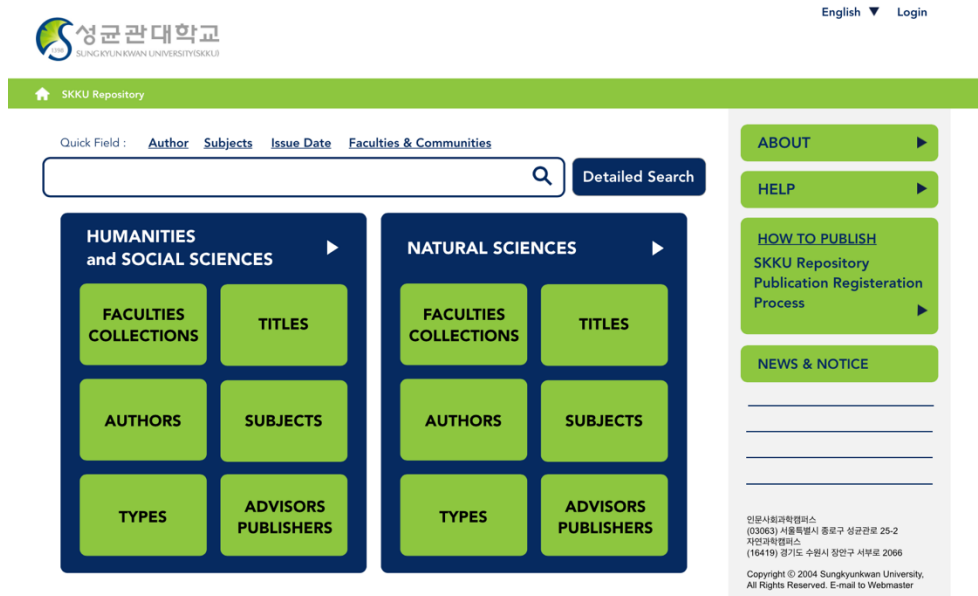 English ▼ Login
성균관대학교
SUNGKYUNKWAN UNIVERSITY(SKKU)
1398
SKKU Repository
Quick Field : Author Subjects Issue Date Faculties & Communities
Detailed Search
HUMANITIES
and SOCIAL SCIENCES
FACULTIES
COLLECTIONS
TITLES
AUTHORS
SUBJECTS
TYPES
ADVISORS
PUBLISHERS
NATURAL SCIENCES
FACULTIES
COLLECTIONS
TITLES
AUTHORS
SUBJECTS
TYPES
ADVISORS
PUBLISHERS
ABOUT
HELP
HOW TO PUBLISH
SKKU Repository
Publication Registeration
Process
NEWS & NOTICE
인문사회과학캠퍼스
(03063) 서울특별시 종로구 성균관로 25-2
자연과학캠퍼스
(16419) 경기도 수원시 장안구 서부로 2066
Copyright © 2004 Sungkyunkwan University,
All Rights Reserved. E-mail to Webmaster